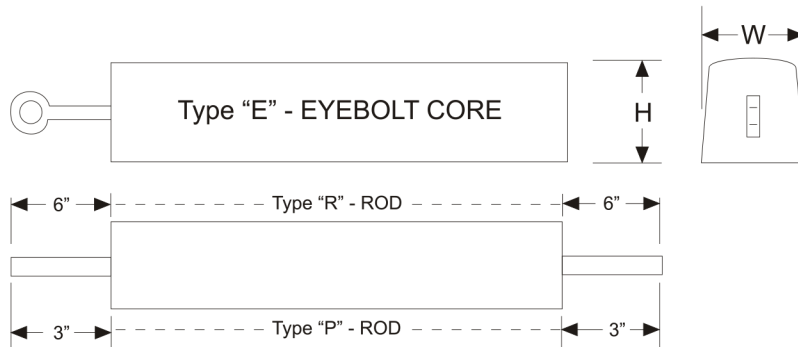 W
Type “E” - EYEBOLT CORE
H
6” Type “R” - ROD 6”
3” Type “P” - ROD 3”